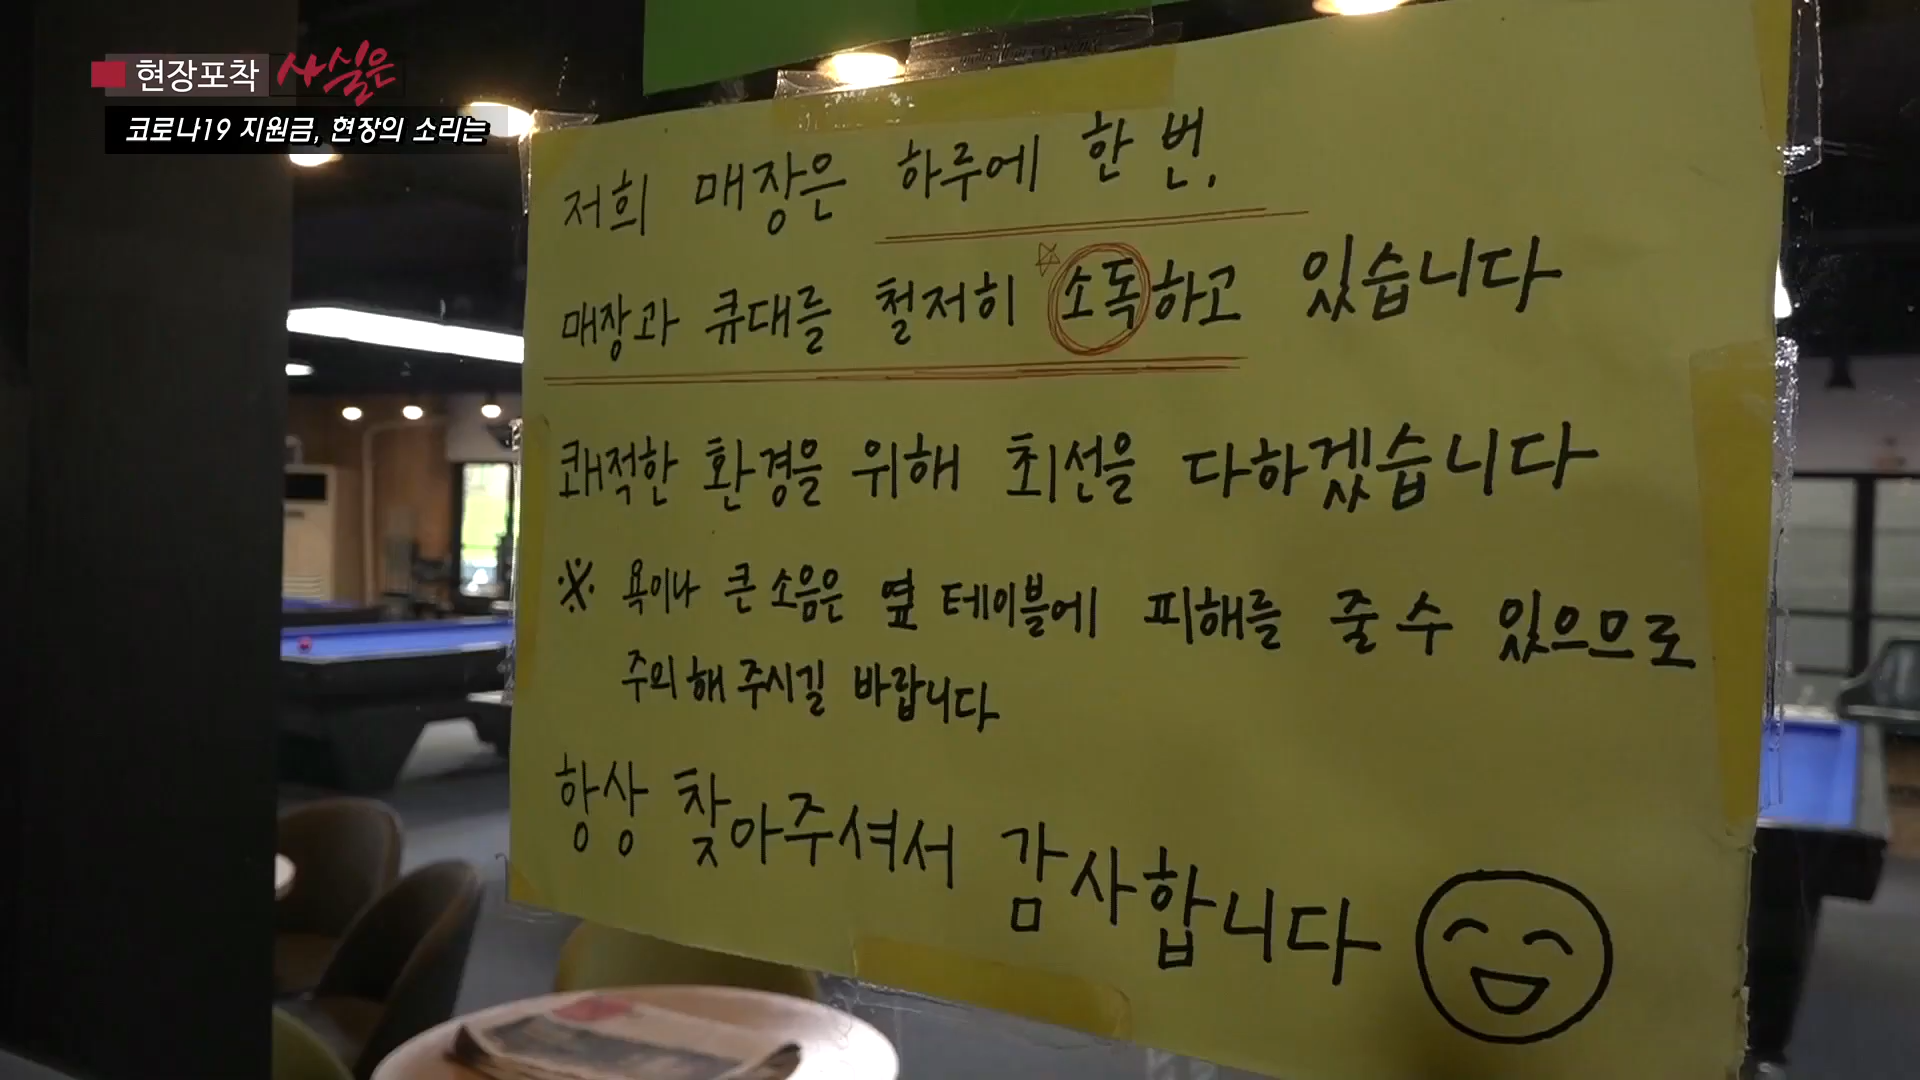 현장포착 사실은
코로나19 지원금, 현장의 소리는
저희 매장은 하루에 한 번,
매장과 큐대를 철저히 ☆소독하고 있습니다
쾌적한 환경을 위해 최선을 다하겠습니다
※ 욕이나 큰 소음은 옆 테이블에 피해를 줄 수 있으므로
주의 해 주시길 바랍니다
항상 찾아주셔서 감사합니다